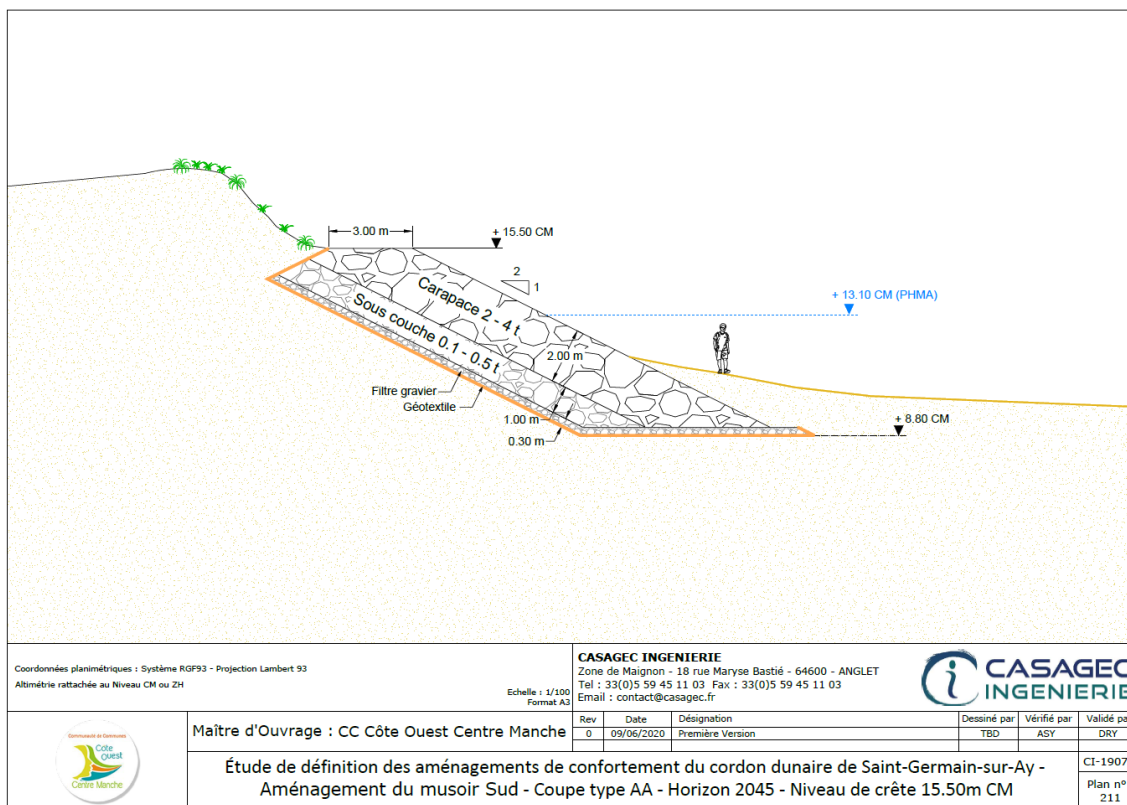 3.00 m
+ 15.50 CM
2
1
Carapace 2 - 4 t
+ 13.10 CM (PHMA)
Sous couche 0.1 - 0.5 t
2.00 m
Filtre gravier
Géotextile
1.00 m
0.30 m
+ 8.80 CM
Coordonnées planimétriques : Système RGF93 - Projection Lambert 93
Altimétrie rattachée au Niveau CM ou ZH
Echelle : 1/100
Format A3
CASAGEC INGENIERIE
Zone de Maignon - 18 rue Maryse Bastié - 64600 - ANGLET
Tel : 33(0)5 59 45 11 03 Fax : 33(0)5 59 45 11 03
Email : contact@casagec.fr
CASAGEC
INGENIERIE
Communauté de Communes
Côte
Ouest
Centre Manche
Maître d'Ouvrage : CC Côte Ouest Centre Manche
Rev Date Désignation Dessiné par Vérifié par Validé pa
0 09/06/2020 Première Version TBD ASY DRY
Étude de définition des aménagements de confortement du cordon dunaire de Saint-Germain-sur-Ay -
Aménagement du musoir Sud - Coupe type AA - Horizon 2045 - Niveau de crête 15.50m CM
CI-1907
Plan n°
211